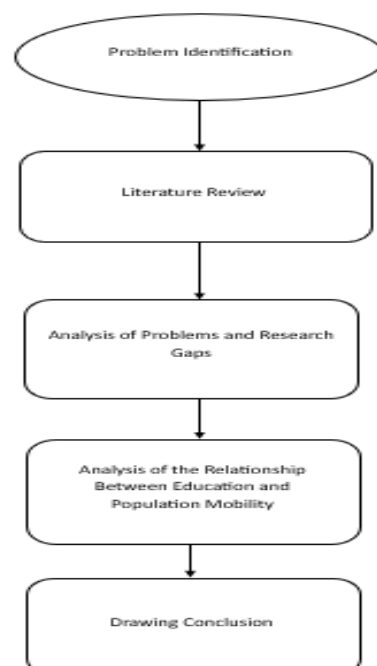 Problem Identification
Literature Review
Analysis of Problems and Research
Gaps
Analysis of the Relationship
Between Education and
Population Mobility
Drawing Conclusion